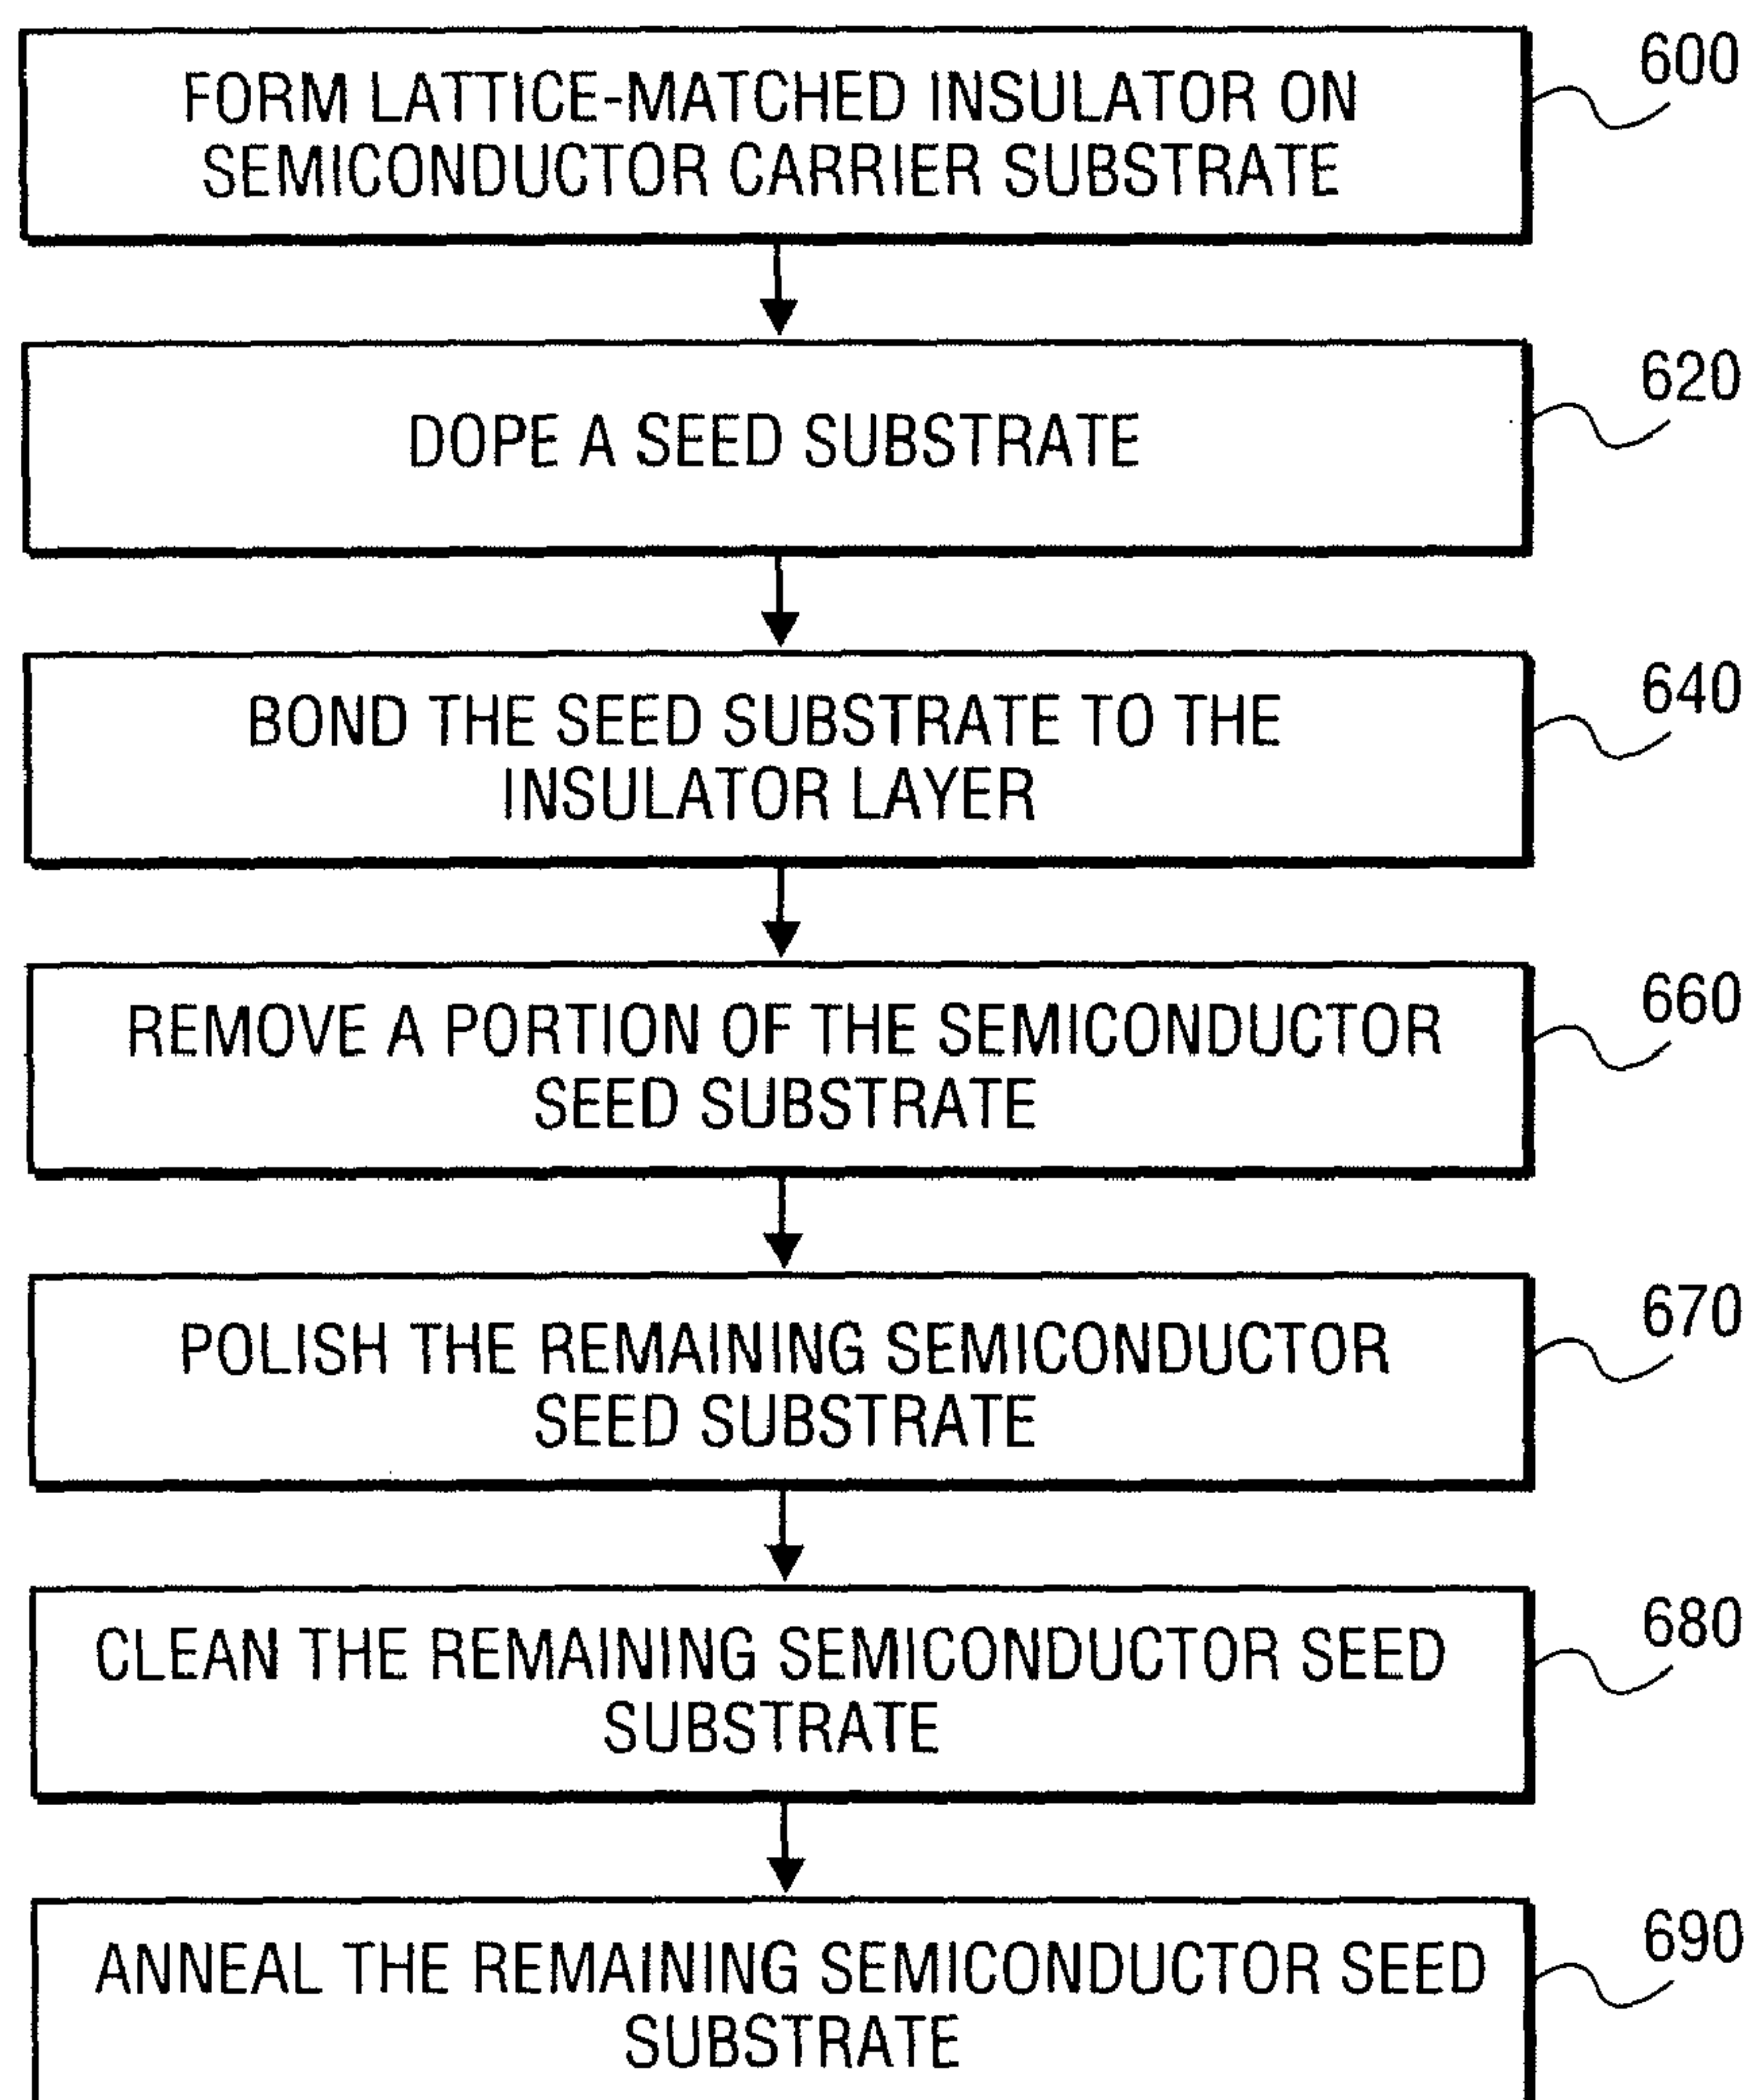 FORM LATTICE-MATCHED INSULATOR ON
SEMICONDUCTOR CARRIER SUBSTRATE
600
DOPE A SEED SUBSTRATE
620
BOND THE SEED SUBSTRATE TO THE
INSULATOR LAYER
640
REMOVE A PORTION OF THE SEMICONDUCTOR
SEED SUBSTRATE
660
POLISH THE REMAINING SEMICONDUCTOR
SEED SUBSTRATE
670
CLEAN THE REMAINING SEMICONDUCTOR SEED
SUBSTRATE
680
ANNEAL THE REMAINING SEMICONDUCTOR SEED
SUBSTRATE
690